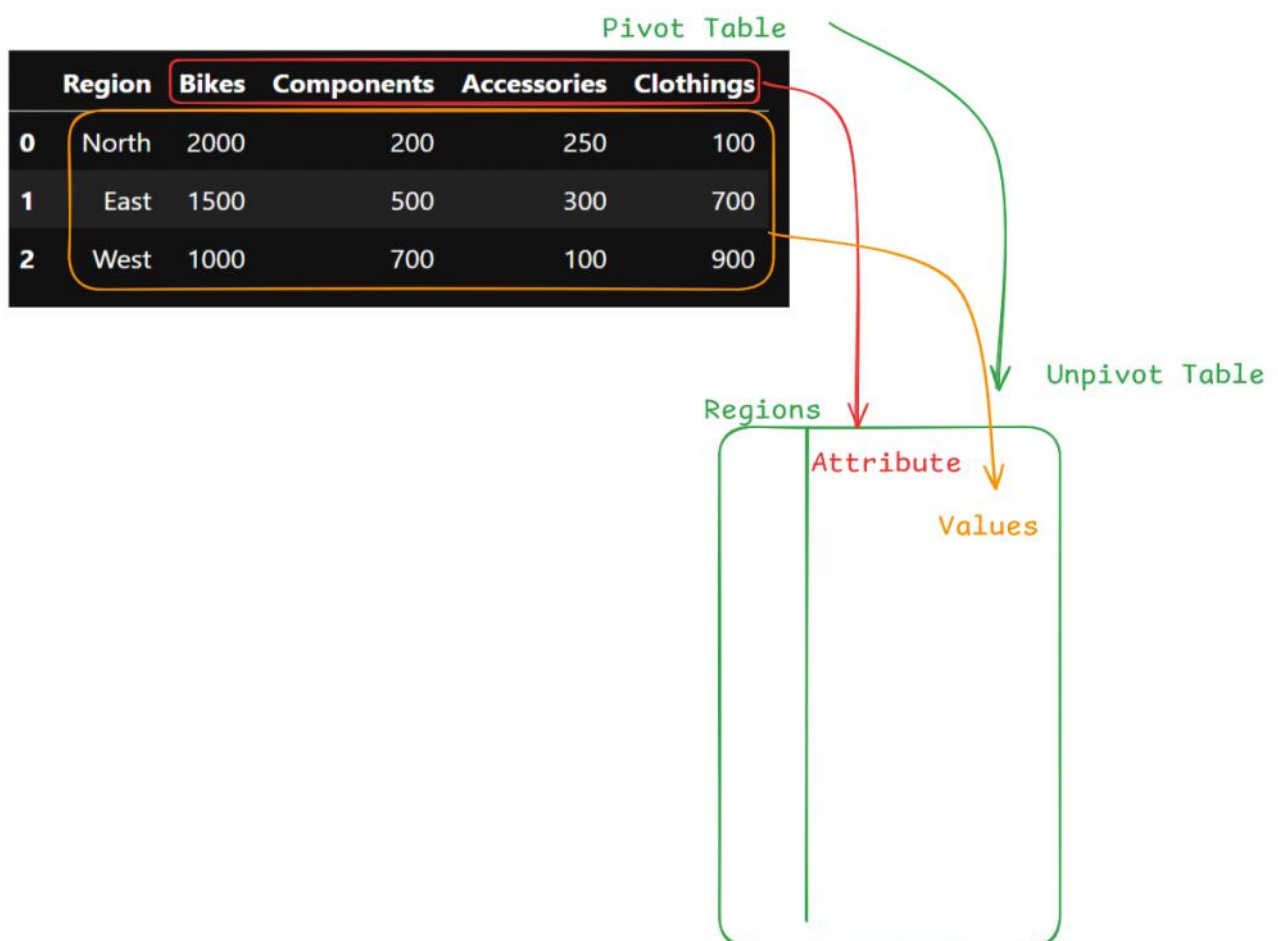 Pivot Table
Region Bikes Components Accessories Clothings
0 North 2000 200 250 100
1 East 1500 500 300 700
2 West 1000 700 100 900
Unpivot Table
Regions
Attribute
Values